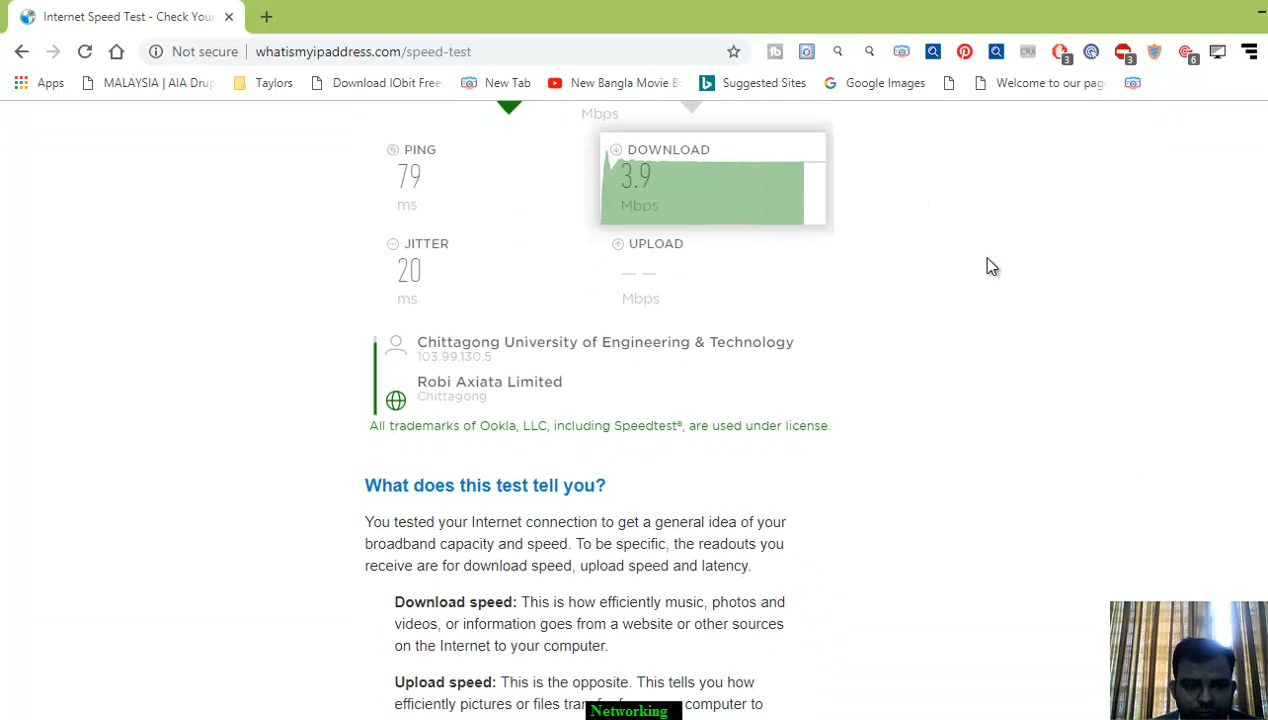 Internet Speed Test - Check Your
Not secure
whatismyipaddress.com/speed-test
3
3
6
Apps
MALAYSIA | AIA Drup
Taylors
Download IObit Free
New Tab
New Bangla Movie B
Suggested Sites
Google Images
Welcome to our pag
Mbps
PING
79
ms
DOWNLOAD
3.9
Mbps
JITTER
20
ms
UPLOAD
— —
Mbps
Chittagong University of Engineering & Technology
103.99.130.5
Robi Axiata Limited
Chittagong
All trademarks of Ookla, LLC, including Speedtest®, are used under license.
What does this test tell you?
You tested your Internet connection to get a general idea of your
broadband capacity and speed. To be specific, the readouts you
receive are for download speed, upload speed and latency.
Download speed: This is how efficiently music, photos and
videos, or information goes from a website or other sources
on the Internet to your computer.
Upload speed: This is the opposite. This tells you how
efficiently pictures or files computer to
Networking